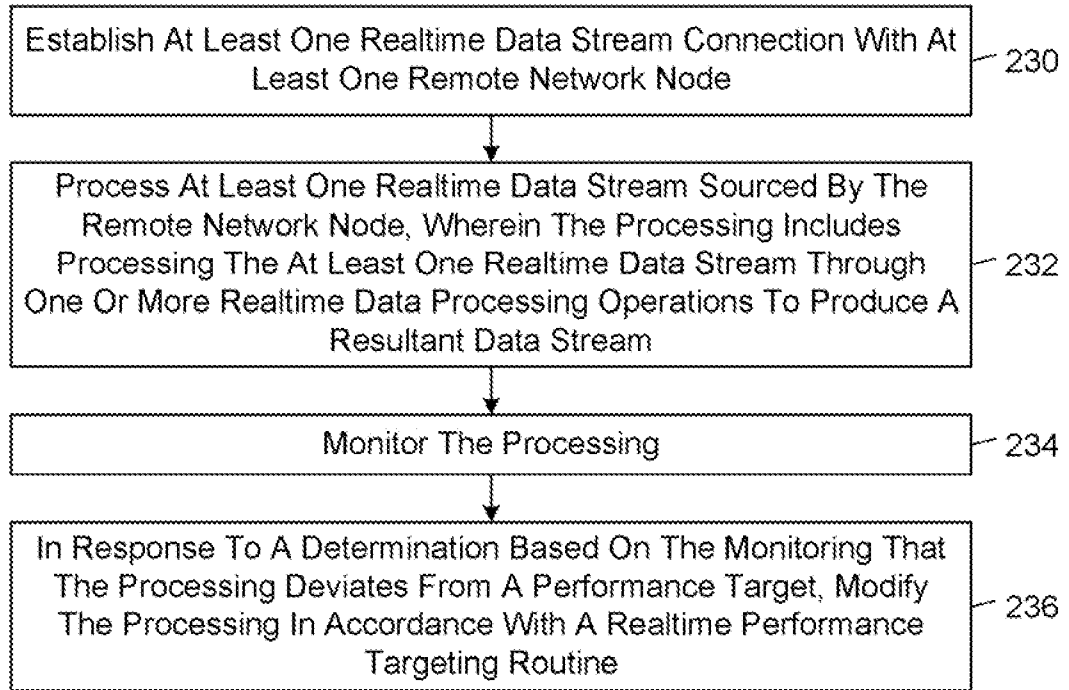 Establish At Least One Realtime Data Stream Connection With At
Least One Remote Network Node
230
Process At Least One Realtime Data Stream Sourced By The
Remote Network Node, Wherein The Processing Includes
Processing The At Least One Realtime Data Stream Through
One Or More Realtime Data Processing Operations To Produce A
Resultant Data Stream
232
Monitor The Processing
234
In Response To A Determination Based On The Monitoring That
The Processing Deviates From A Performance Target, Modify
The Processing In Accordance With A Realtime Performance
Targeting Routine
236